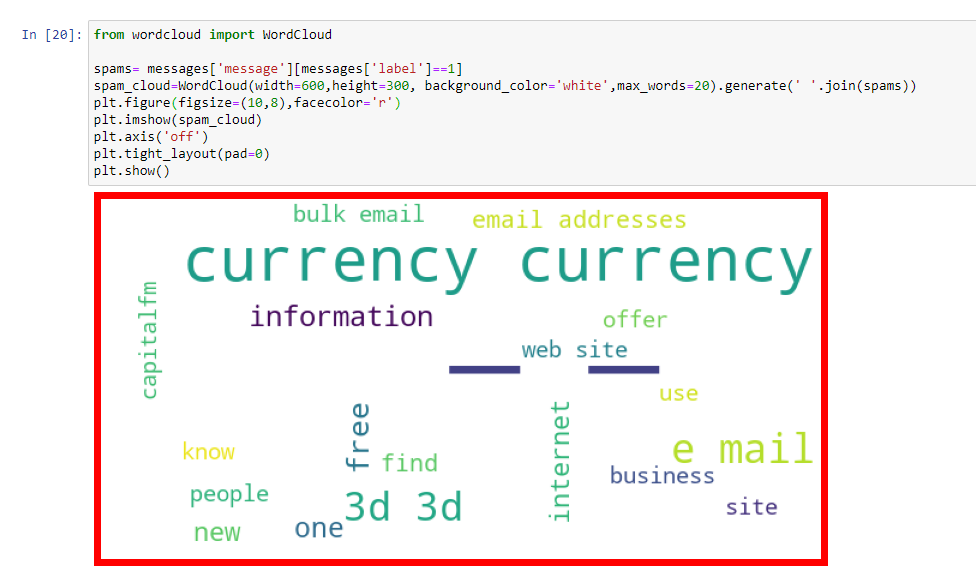 In [20]:
from wordcloud import WordCloud
spams= messages['message'][messages['label']==1]
spam_cloud=WordCloud(width=600,height=300, background_color='white',max_words=20).generate(' '.join(spams))
plt.figure(figsize=(10,8),facecolor='r')
plt.imshow(spam_cloud)
plt.axis('off')
plt.tight_layout(pad=0)
plt.show()
bulk email
email addresses
currency currency
capitalfm
information
offer
web site
__ __
use
free
internet
know
find
e mail
business
people
3d 3d
site
new
one